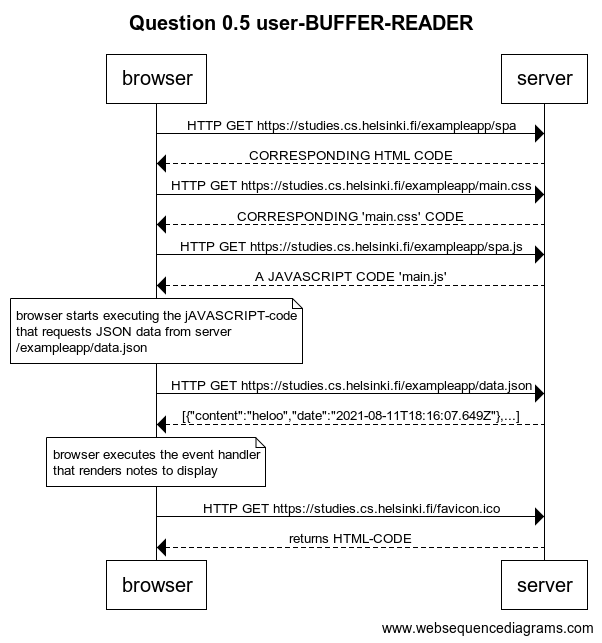 Question 0.5 user-BUFFER-READER
browser
server
HTTP GET https://studies.cs.helsinki.fi/exampleapp/spa
CORRESPONDING HTML CODE
HTTP GET https://studies.cs.helsinki.fi/exampleapp/main.css
CORRESPONDING 'main.css' CODE
HTTP GET https://studies.cs.helsinki.fi/exampleapp/spa.js
A JAVASCRIPT CODE 'main.js'
browser starts executing the jAVASCRIPT-code
that requests JSON data from server
/exampleapp/data.json
HTTP GET https://studies.cs.helsinki.fi/exampleapp/data.json
[{"content":"heloo","date":"2021-08-11T18:16:07.649Z"},...]
browser executes the event handler
that renders notes to display
HTTP GET https://studies.cs.helsinki.fi/favicon.ico
returns HTML-CODE
browser
server
www.websequencediagrams.com